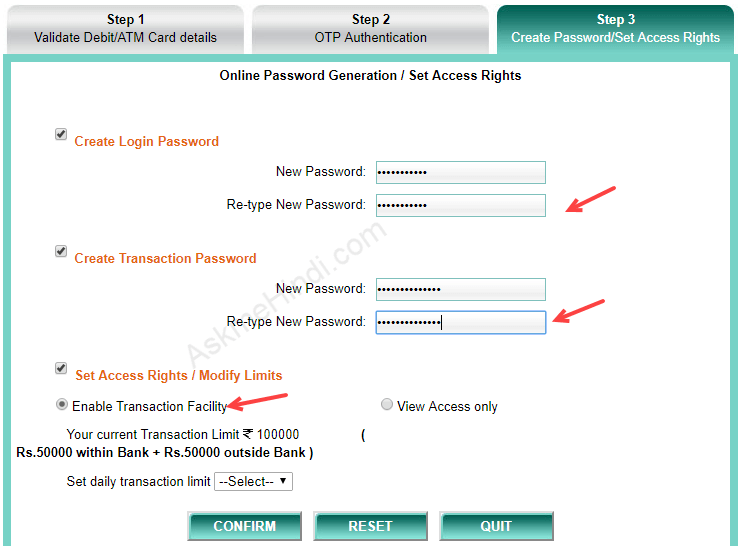 Step 1
Validate Debit/ATM Card details
Step 2
OTP Authentication
Step 3
Create Password/Set Access Rights
Online Password Generation / Set Access Rights
Create Login Password
New Password: •••••••••••
Re-type New Password: •••••••••••
Create Transaction Password
New Password: ••••••••••••••
Re-type New Password: ••••••••••••••
AskmeHindi.com
Set Access Rights / Modify Limits
Enable Transaction Facility
View Access only
Your current Transaction Limit ₹ 100000 (
Rs.50000 within Bank + Rs.50000 outside Bank )
Set daily transaction limit --Select--
CONFIRM RESET QUIT